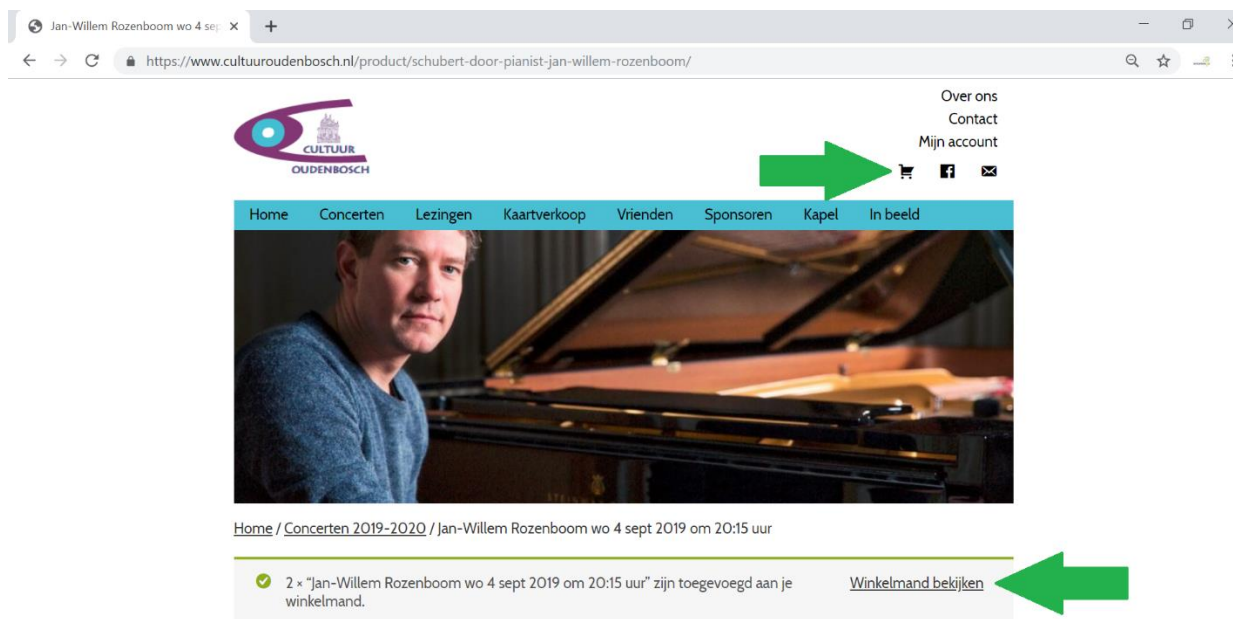 Jan-Willem Rozenboom wo 4 sep
https://www.cultuuroudenbosch.nl/product/schubert-door-pianist-jan-willem-rozenboom/
CULTUUR
OUDENBOSCH
Over ons
Contact
Mijn account
Home Concerten Lezingen Kaartverkoop Vrienden Sponsoren Kapel In beeld
Home / Concerten 2019-2020 / Jan-Willem Rozenboom wo 4 sept 2019 om 20:15 uur
2 × “Jan-Willem Rozenboom wo 4 sept 2019 om 20:15 uur” zijn toegevoegd aan je Winkelmand bekijken
winkelmand.